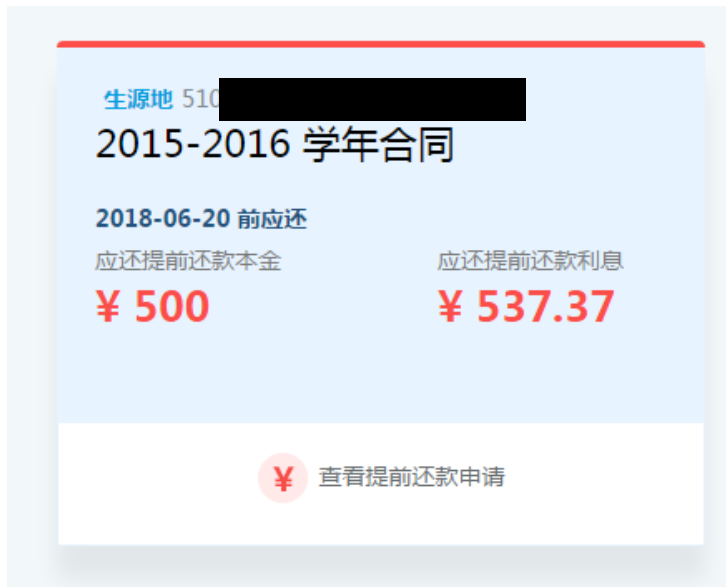 生源地 510
2015-2016 学年合同
2018-06-20 前应还
应还提前还款本金
应还提前还款利息
¥ 500
¥ 537.37
¥ 查看提前还款申请